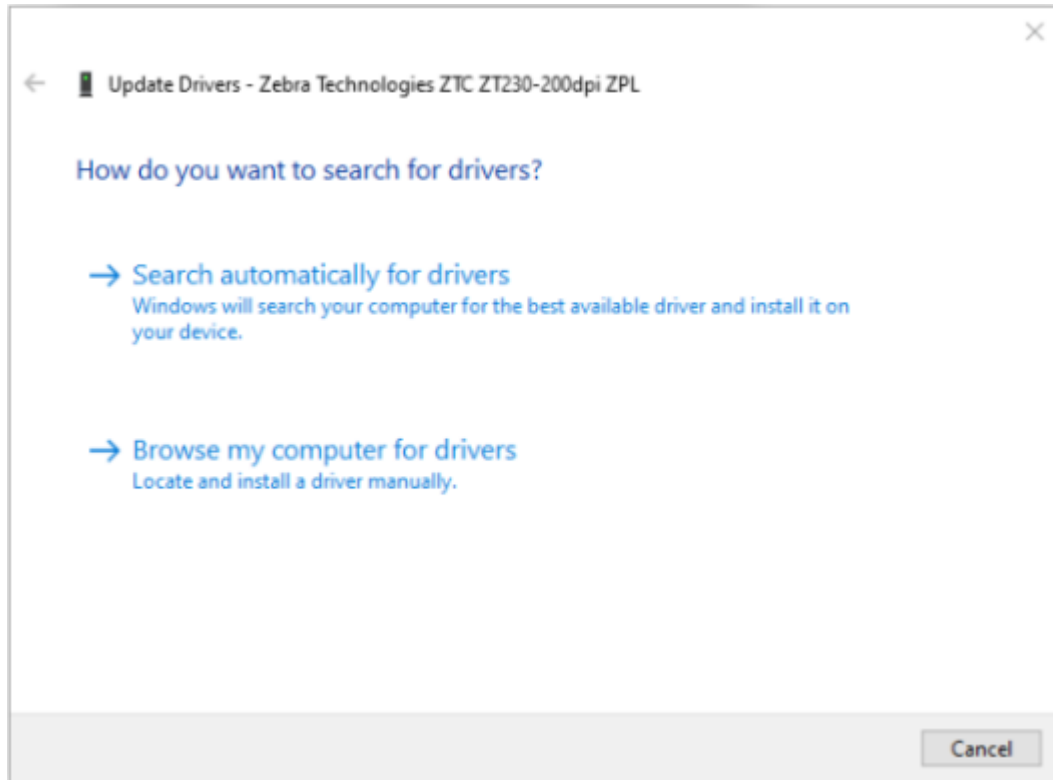 Update Drivers - Zebra Technologies ZTC ZT230-200dpi ZPL
How do you want to search for drivers?
Search automatically for drivers
Windows will search your computer for the best available driver and install it on
your device.
Browse my computer for drivers
Locate and install a driver manually.
Cancel